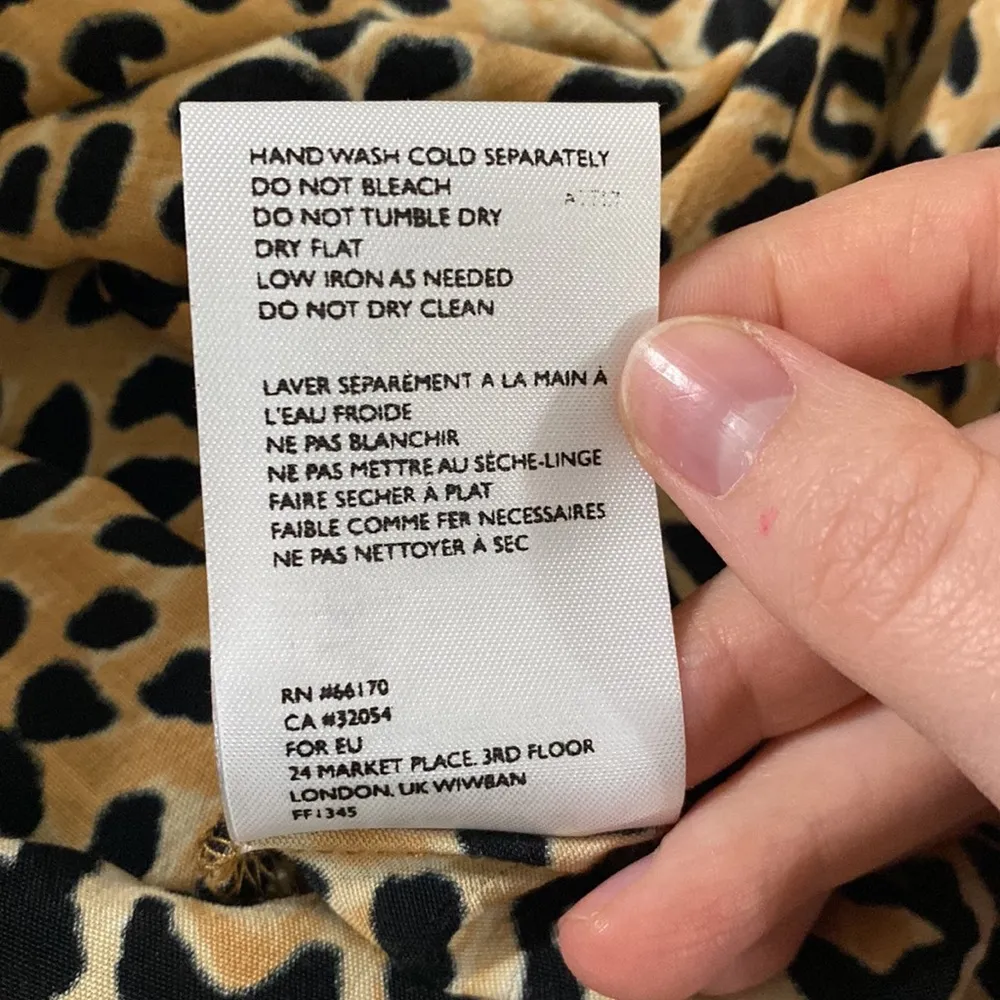 HAND WASH COLD SEPARATELY
DO NOT BLEACH
DO NOT TUMBLE DRY
DRY FLAT
LOW IRON AS NEEDED
DO NOT DRY CLEAN
LAVER SÉPARÉMENT A LA MAIN À
L'EAU FROIDE
NE PAS BLANCHIR
NE PAS METTRE AU SÈCHE-LINGE
FAIRE SECHER À PLAT
FAIBLE COMME FER NECESSAIRES
NE PAS NETTOYER À SEC
RN #66170
CA #32054
FOR EU
24 MARKET PLACE, 3RD FLOOR
LONDON, UK W1W8AN
FF1345